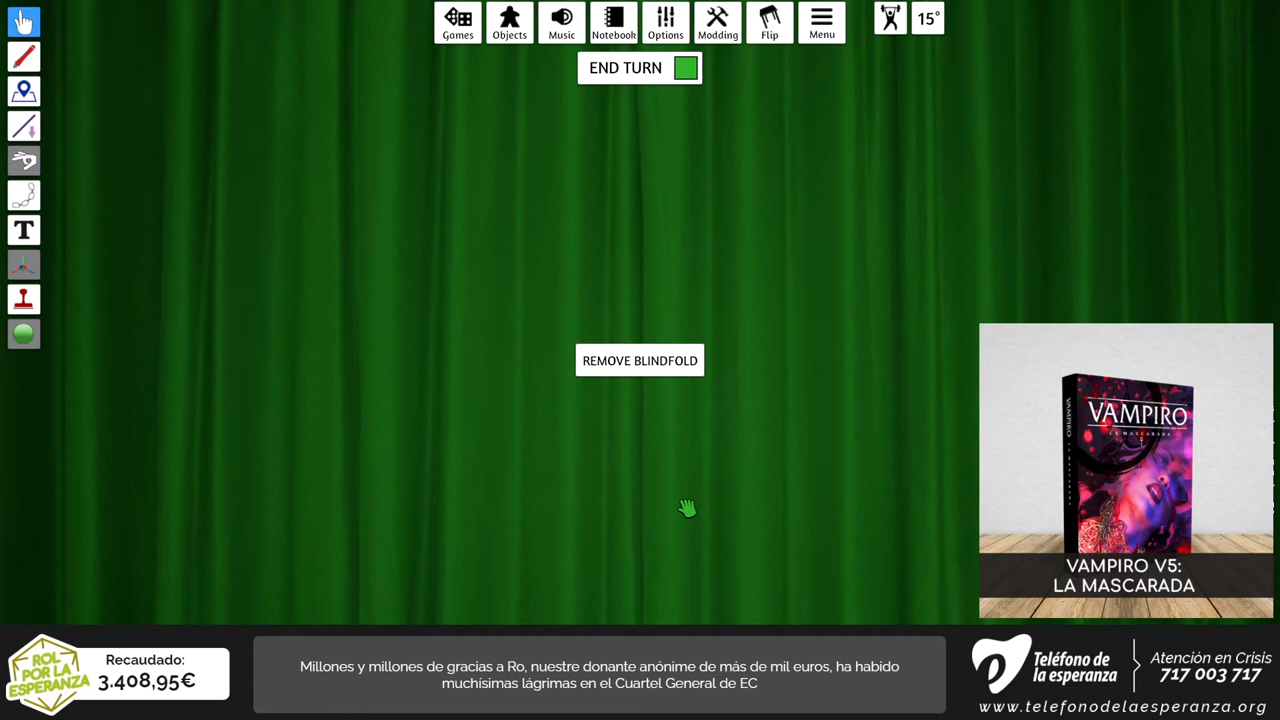 Games
Objects
Music
Notebook
Options
Modding
Flip
Menu
15°
END TURN
T
REMOVE BLINDFOLD
VAMPIRO
LA MASCARADA
VAMPIRO
VAMPIRO V5:
LA MASCARADA
ROL
POR LA
ESPERANZA
Recaudado:
3.408,95€
Millones y millones de gracias a Ro, nuestre donante anónime de más de mil euros, ha habido
muchísimas lágrimas en el Cuartel General de EC
Teléfono de
la esperanza
Atención en Crisis
717 003 717
www.telefonodelaesperanza.org